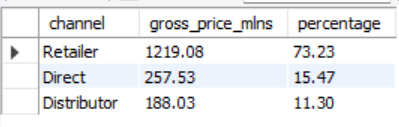 channel gross_price_mlns percentage
Retailer 1219.08 73.23
Direct 257.53 15.47
Distributor 188.03 11.30